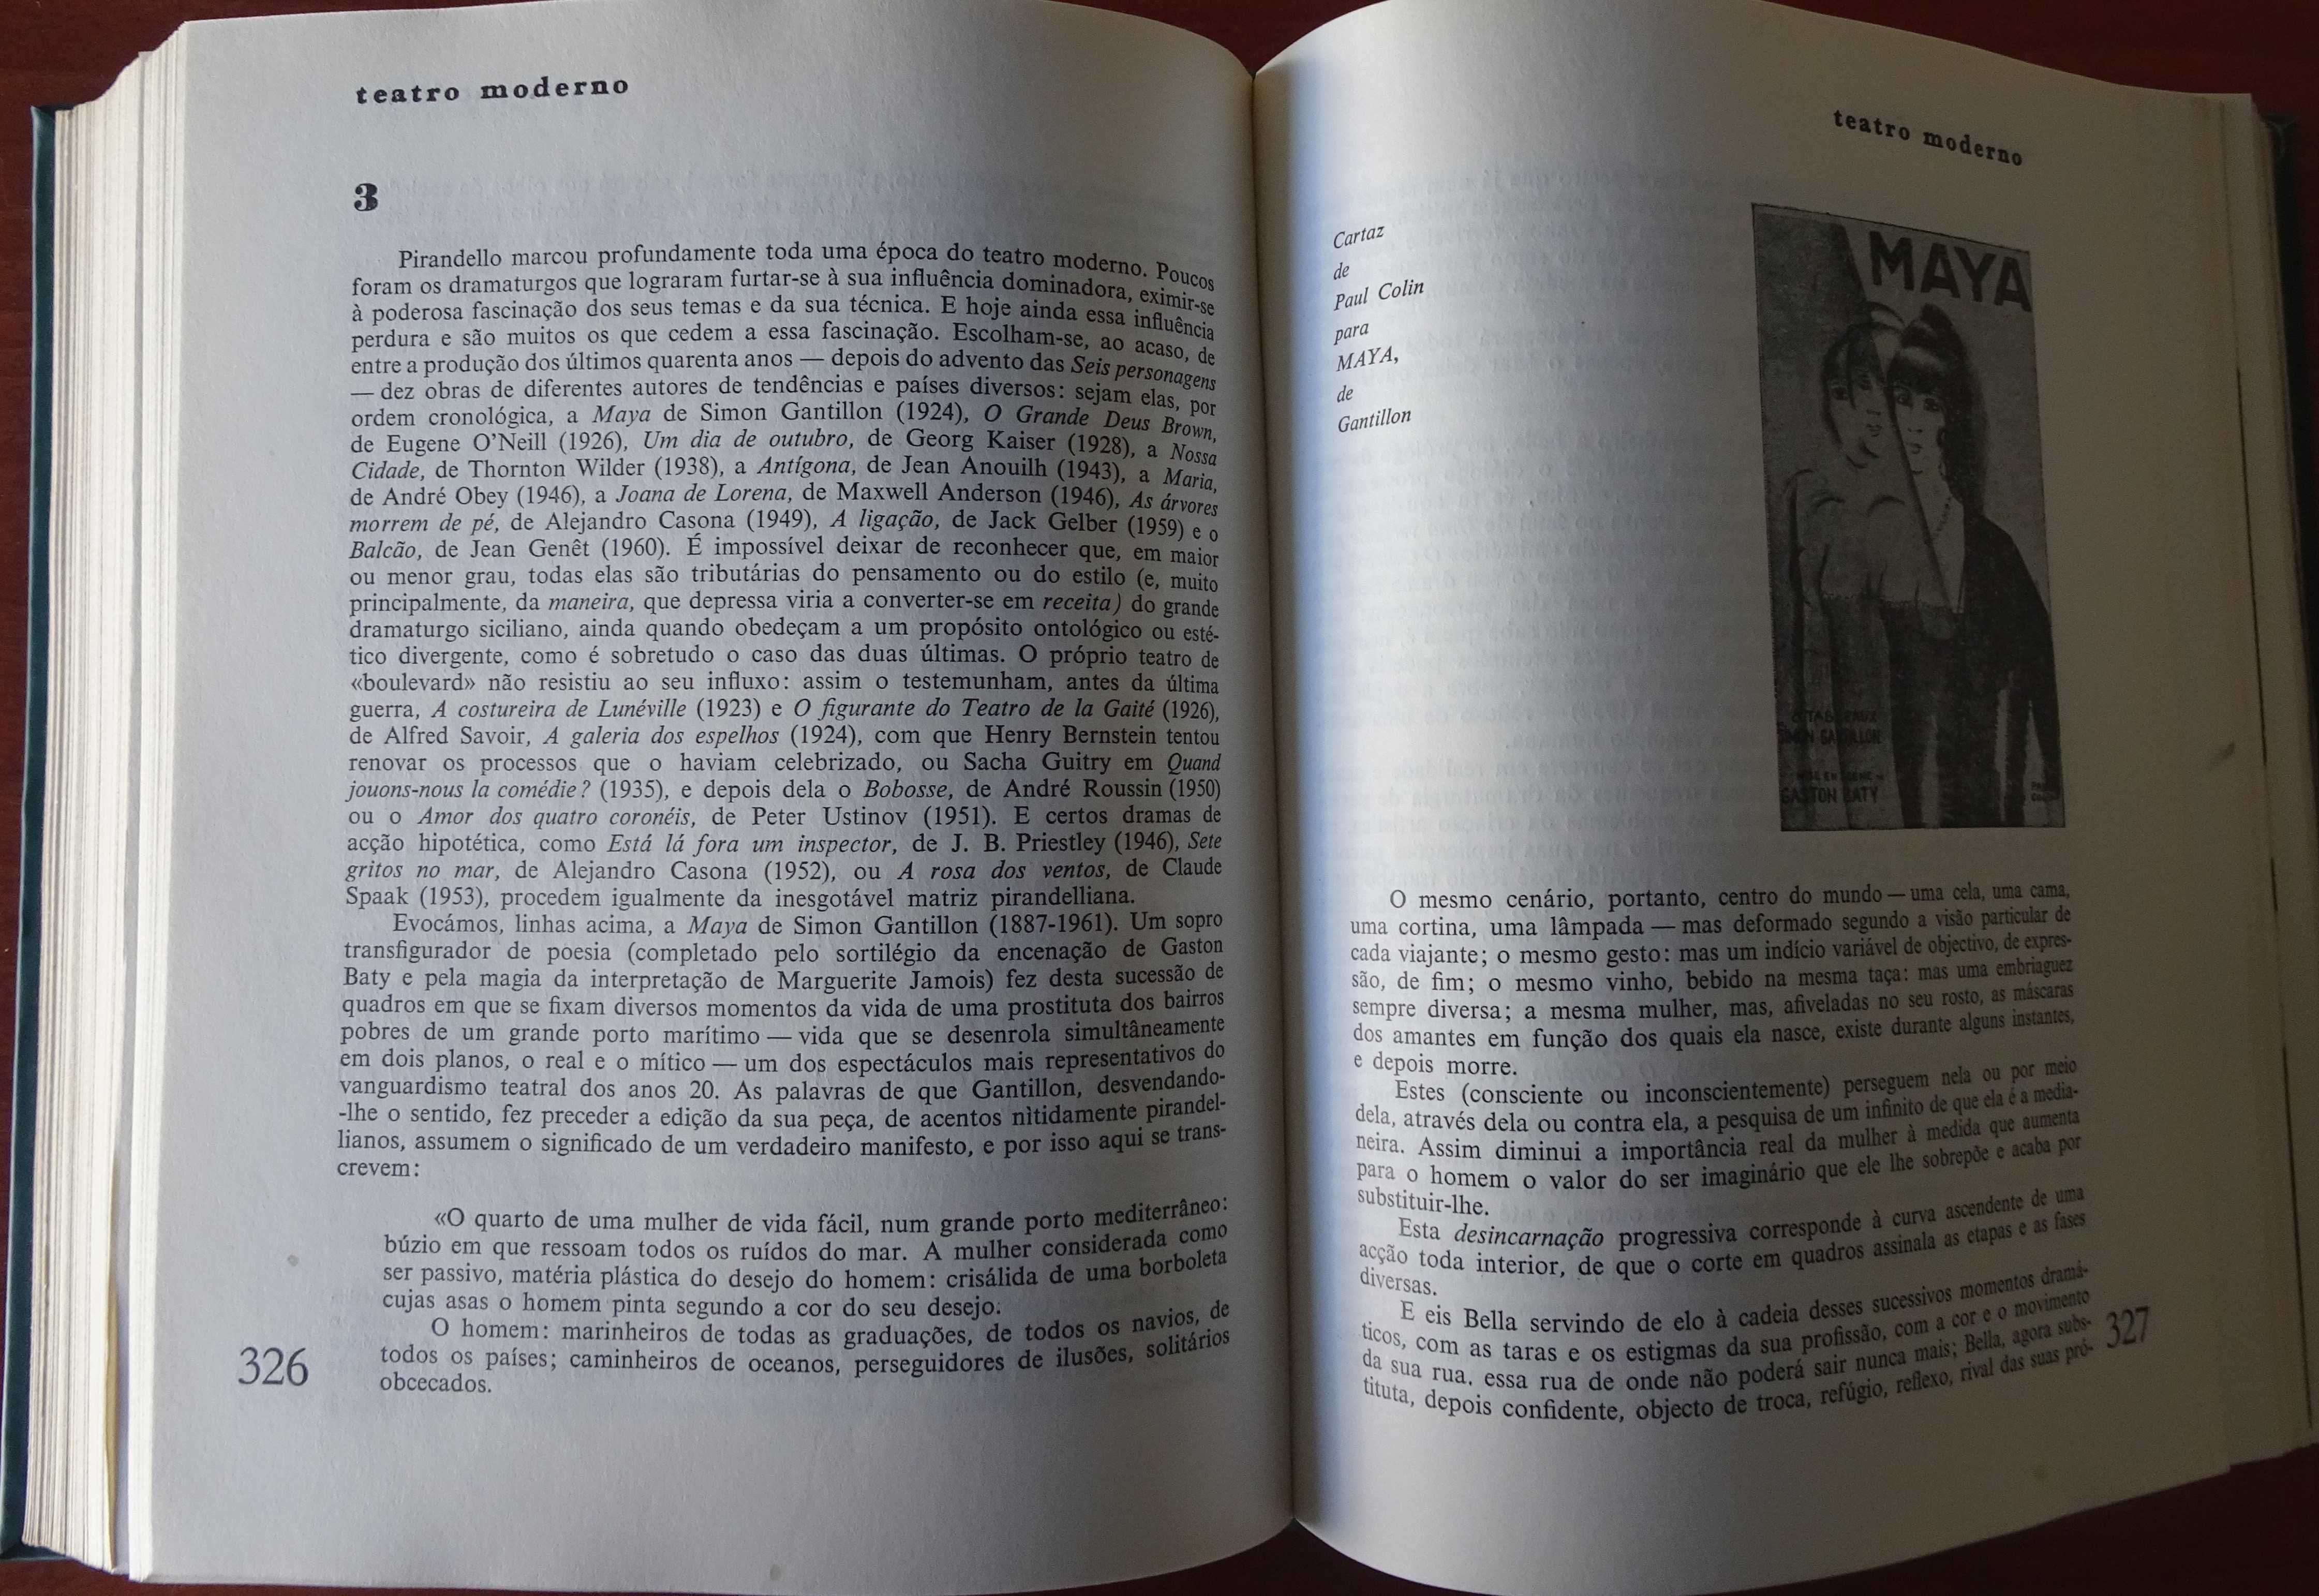 teatro moderno
3
Pirandello marcou profundamente toda uma época do teatro moderno. Poucos
foram os dramaturgos que lograram furtar-se à sua influência dominadora, eximir-se
à poderosa fascinação dos seus temas e da sua técnica. E hoje ainda essa influência
perdura e são muitos os que cedem a essa fascinação. Escolham-se, ao acaso, de
entre a produção dos últimos quarenta anos — depois do advento das Seis personagens
— dez obras de diferentes autores de tendências e países diversos: sejam elas, por
ordem cronológica, a Maya de Simon Gantillon (1924), O Grande Deus Brown,
de Eugene O'Neill (1926), Um dia de outubro, de Georg Kaiser (1928), a Nossa
Cidade, de Thornton Wilder (1938), a Antígona, de Jean Anouilh (1943), a Maria,
de André Obey (1946), a Joana de Lorena, de Maxwell Anderson (1946), As árvores
morrem de pé, de Alejandro Casona (1949), A ligação, de Jack Gelber (1959) e o
Balcão, de Jean Genêt (1960). É impossível deixar de reconhecer que, em maior
ou menor grau, todas elas são tributárias do pensamento ou do estilo (e, muito
principalmente, da maneira, que depressa viria a converter-se em receita) do grande
dramaturgo siciliano, ainda quando obedeçam a um propósito ontológico ou esté-
tico divergente, como é sobretudo o caso das duas últimas. O próprio teatro de
«boulevard» não resistiu ao seu influxo: assim o testemunham, antes da última
guerra, A costureira de Lunéville (1923) e O figurante do Teatro de la Gaité (1926),
de Alfred Savoir, A galeria dos espelhos (1924), com que Henry Bernstein tentou
renovar os processos que o haviam celebrizado, ou Sacha Guitry em Quand
jouons-nous la comédie? (1935), e depois dela o Bobosse, de André Roussin (1950)
ou o Amor dos quatro coronéis, de Peter Ustinov (1951). E certos dramas de
acção hipotética, como Está lá fora um inspector, de J. B. Priestley (1946), Sete
gritos no mar, de Alejandro Casona (1952), ou A rosa dos ventos, de Claude
Spaak (1953), procedem igualmente da inesgotável matriz pirandelliana.
Evocámos, linhas acima, a Maya de Simon Gantillon (1887-1961). Um sopro
transfigurador de poesia (completado pelo sortilégio da encenação de Gaston
Baty e pela magia da interpretação de Marguerite Jamois) fez desta sucessão de
quadros em que se fixam diversos momentos da vida de uma prostituta dos bairros
pobres de um grande porto marítimo — vida que se desenrola simultâneamente
em dois planos, o real e o mítico — um dos espectáculos mais representativos do
vanguardismo teatral dos anos 20. As palavras de que Gantillon, desvendando-
-lhe o sentido, fez preceder a edição da sua peça, de acentos nìtidamente pirandel-
lianos, assumem o significado de um verdadeiro manifesto, e por isso aqui se trans-
crevem:
«O quarto de uma mulher de vida fácil, num grande porto mediterrâneo:
búzio em que ressoam todos os ruídos do mar. A mulher considerada como
ser passivo, matéria plástica do desejo do homem: crisálida de uma borboleta
cujas asas o homem pinta segundo a cor do seu desejo.
O homem: marinheiros de todas as graduações, de todos os navios, de
todos os países; caminheiros de oceanos, perseguidores de ilusões, solitários
obcecados.
326
teatro moderno
Cartaz
de
Paul Colin
para
MAYA,
de
Gantillon
MAYA
TABLEAUX
SIMON GANTILLON
MISE EN SCENE
GASTON BATY
O mesmo cenário, portanto, centro do mundo — uma cela, uma cama,
uma cortina, uma lâmpada — mas deformado segundo a visão particular de
cada viajante; o mesmo gesto: mas um indício variável de objectivo, de expres-
são, de fim; o mesmo vinho, bebido na mesma taça: mas uma embriaguez
sempre diversa; a mesma mulher, mas, afiveladas no seu rosto, as máscaras
dos amantes em função dos quais ela nasce, existe durante alguns instantes,
e depois morre.
Estes (consciente ou inconscientemente) perseguem nela ou por meio
dela, através dela ou contra ela, a pesquisa de um infinito de que ela é a media-
neira. Assim diminui a importância real da mulher à medida que aumenta
para o homem o valor do ser imaginário que ele lhe sobrepõe e acaba por
substituir-lhe.
Esta desincarnação progressiva corresponde à curva ascendente de uma
acção toda interior, de que o corte em quadros assinala as etapas e as fases
diversas.
E eis Bella servindo de elo à cadeia desses sucessivos momentos dramá-
ticos, com as taras e os estigmas da sua profissão, com a cor e o movimento
da sua rua, essa rua de onde não poderá sair nunca mais; Bella, agora subs-
tituta, depois confidente, objecto de troca, refúgio, reflexo, rival das suas pró-
327